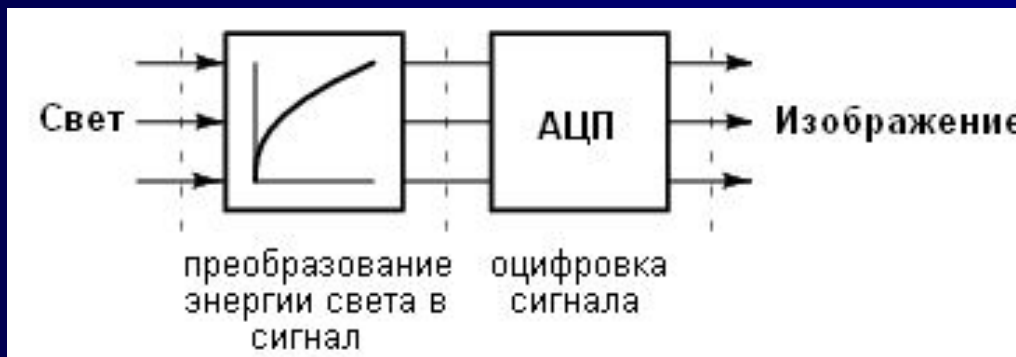 Свет
АЦП
Изображение
преобразование
энергии света в
сигнал
оцифровка
сигнала